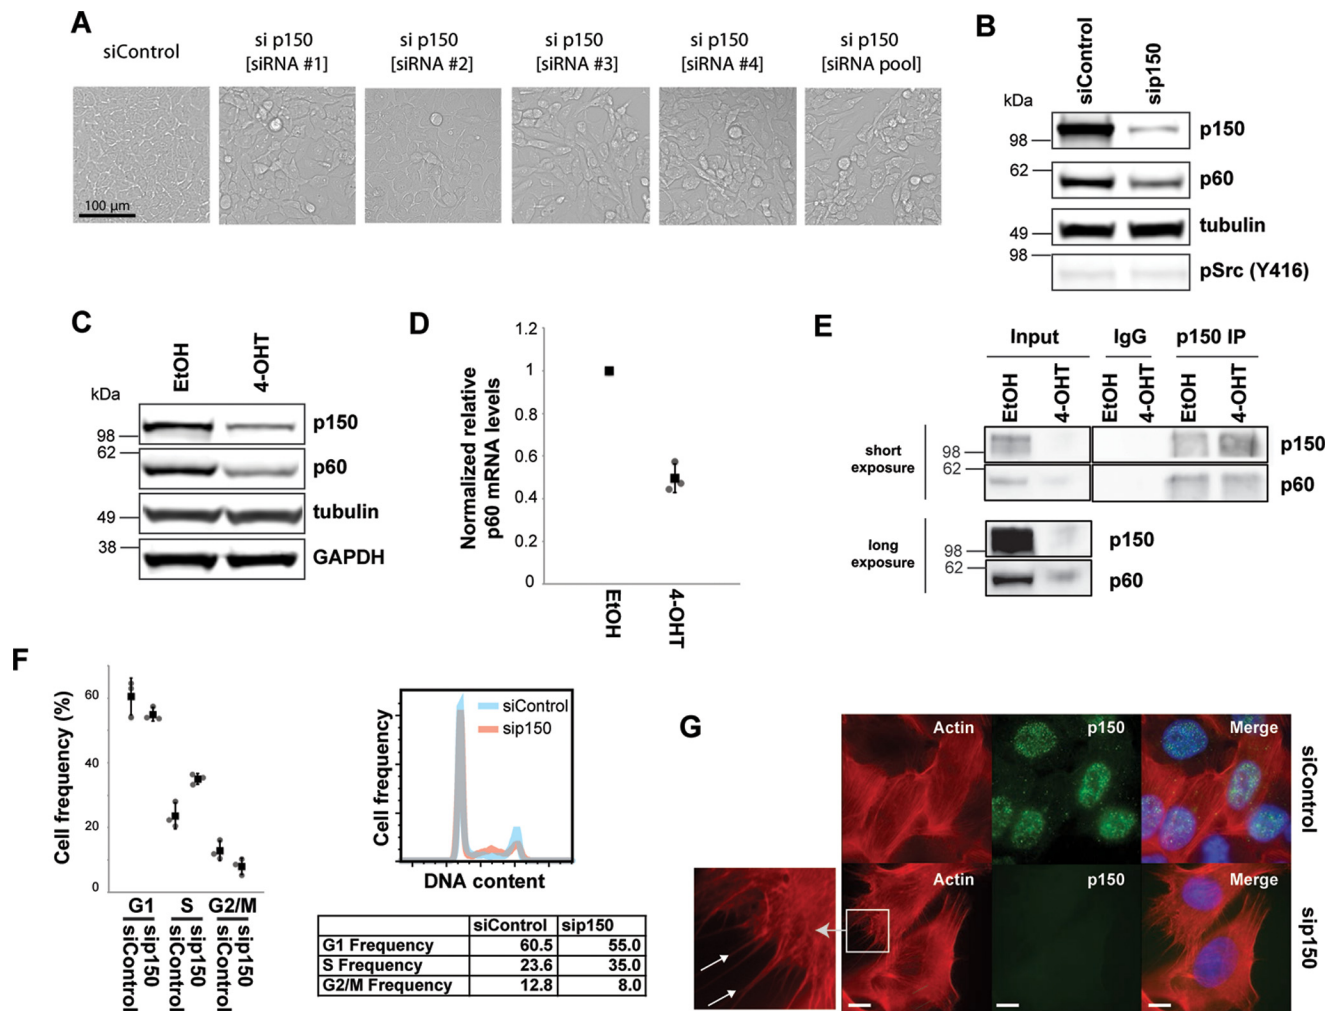 A
siControl
si p150
[siRNA #1]
si p150
[siRNA #2]
si p150
[siRNA #3]
si p150
[siRNA #4]
si p150
[siRNA pool]
100 µm
B
siControl
sip150
kDa
98
p150
62
p60
49
tubulin
98
pSrc (Y416)
C
EtOH
4-OHT
kDa
98
p150
62
p60
49
tubulin
38
GAPDH
D
Normalized relative
p60 mRNA levels
1.2
1
0.8
0.6
0.4
0.2
0
EtOH
4-OHT
E
Input
IgG
p150 IP
EtOH
4-OHT
EtOH
4-OHT
EtOH
4-OHT
short
exposure
98
p150
62
p60
long
exposure
98
p150
62
p60
F
Cell frequency (%)
60
40
20
0
G1
S
G2/M
siControl
sip150
siControl
sip150
siControl
sip150
Cell frequency
siControl
sip150
DNA content
siControl sip150
G1 Frequency 60.5 55.0
S Frequency 23.6 35.0
G2/M Frequency 12.8 8.0
G
Actin
p150
Merge
siControl
Actin
p150
Merge
sip150